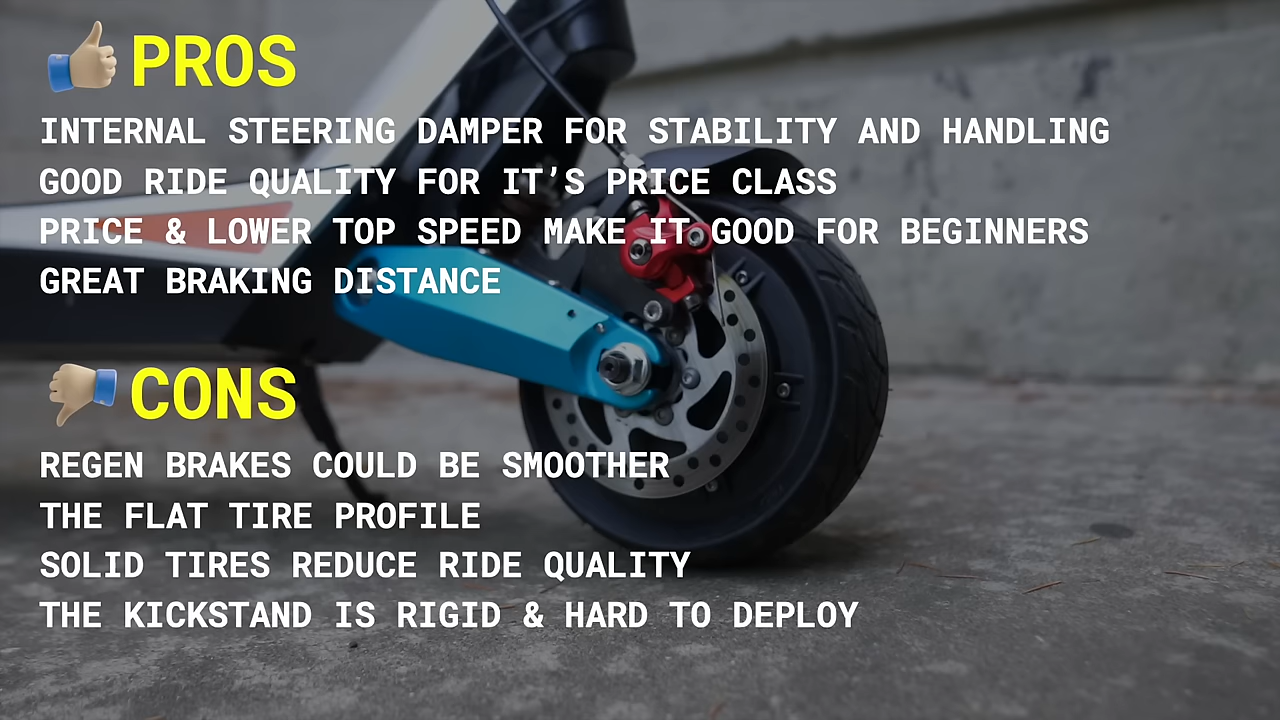 PROS
INTERNAL STEERING DAMPER FOR STABILITY AND HANDLING
GOOD RIDE QUALITY FOR IT’S PRICE CLASS
PRICE & LOWER TOP SPEED MAKE IT GOOD FOR BEGINNERS
GREAT BRAKING DISTANCE
CONS
REGEN BRAKES COULD BE SMOOTHER
THE FLAT TIRE PROFILE
SOLID TIRES REDUCE RIDE QUALITY
THE KICKSTAND IS RIGID & HARD TO DEPLOY